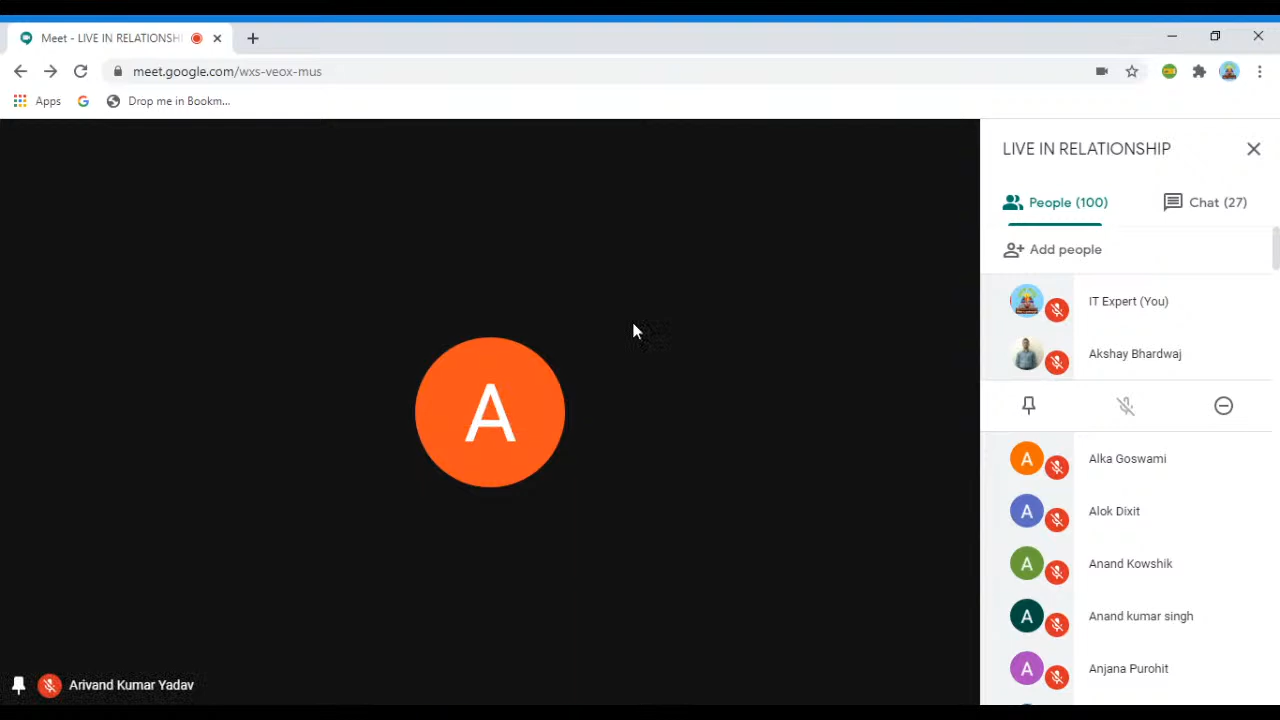 Meet - LIVE IN RELATIONSHI
meet.google.com/wxs-veox-mus
Apps
G
Drop me in Bookm...
LIVE IN RELATIONSHIP
People (100)
Chat (27)
Add people
IT Expert (You)
Akshay Bhardwaj
A
A Alka Goswami
A Alok Dixit
A Anand Kowshik
A Anand kumar singh
A Anjana Purohit
Arivand Kumar Yadav